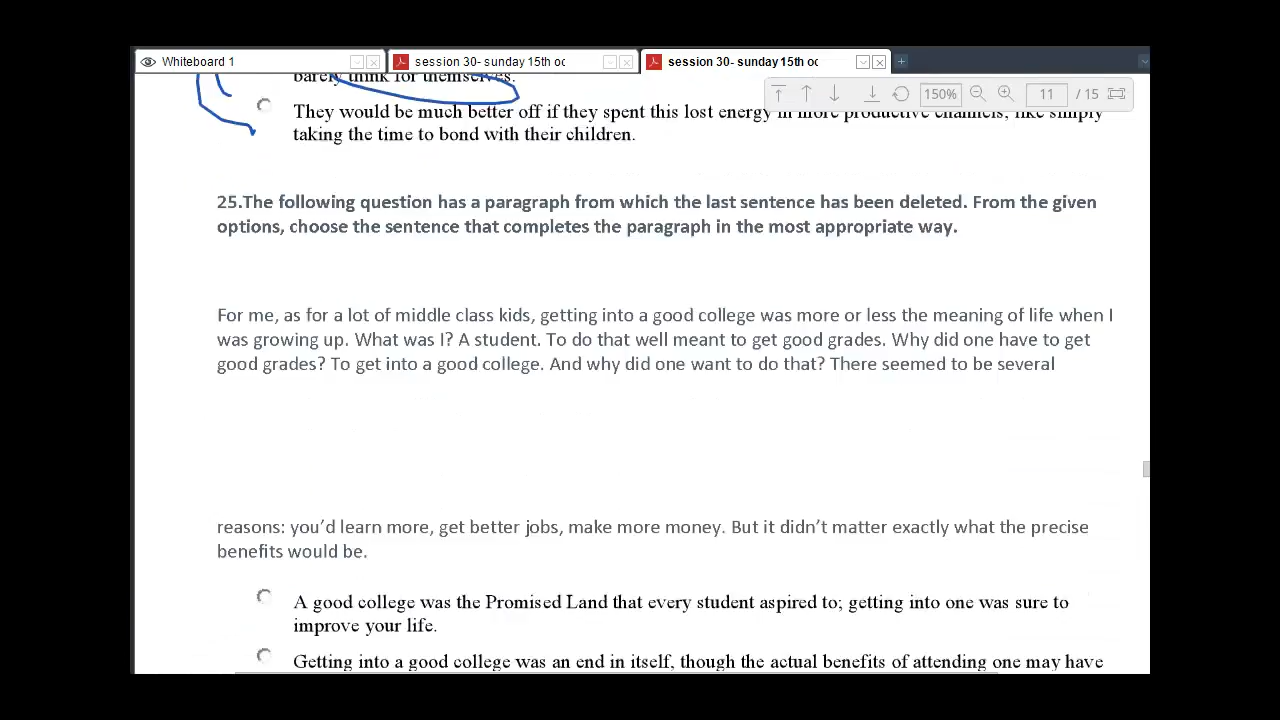 Whiteboard 1
session 30- sunday 15th oc
session 30- sunday 15th oc
150%
11
/ 15
barely think for themselves.
They would be much better off if they spent this lost energy in more productive channels, like simply
taking the time to bond with their children.
25.The following question has a paragraph from which the last sentence has been deleted. From the given
options, choose the sentence that completes the paragraph in the most appropriate way.
For me, as for a lot of middle class kids, getting into a good college was more or less the meaning of life when I
was growing up. What was I? A student. To do that well meant to get good grades. Why did one have to get
good grades? To get into a good college. And why did one want to do that? There seemed to be several
reasons: you’d learn more, get better jobs, make more money. But it didn’t matter exactly what the precise
benefits would be.
A good college was the Promised Land that every student aspired to; getting into one was sure to
improve your life.
Getting into a good college was an end in itself, though the actual benefits of attending one may have